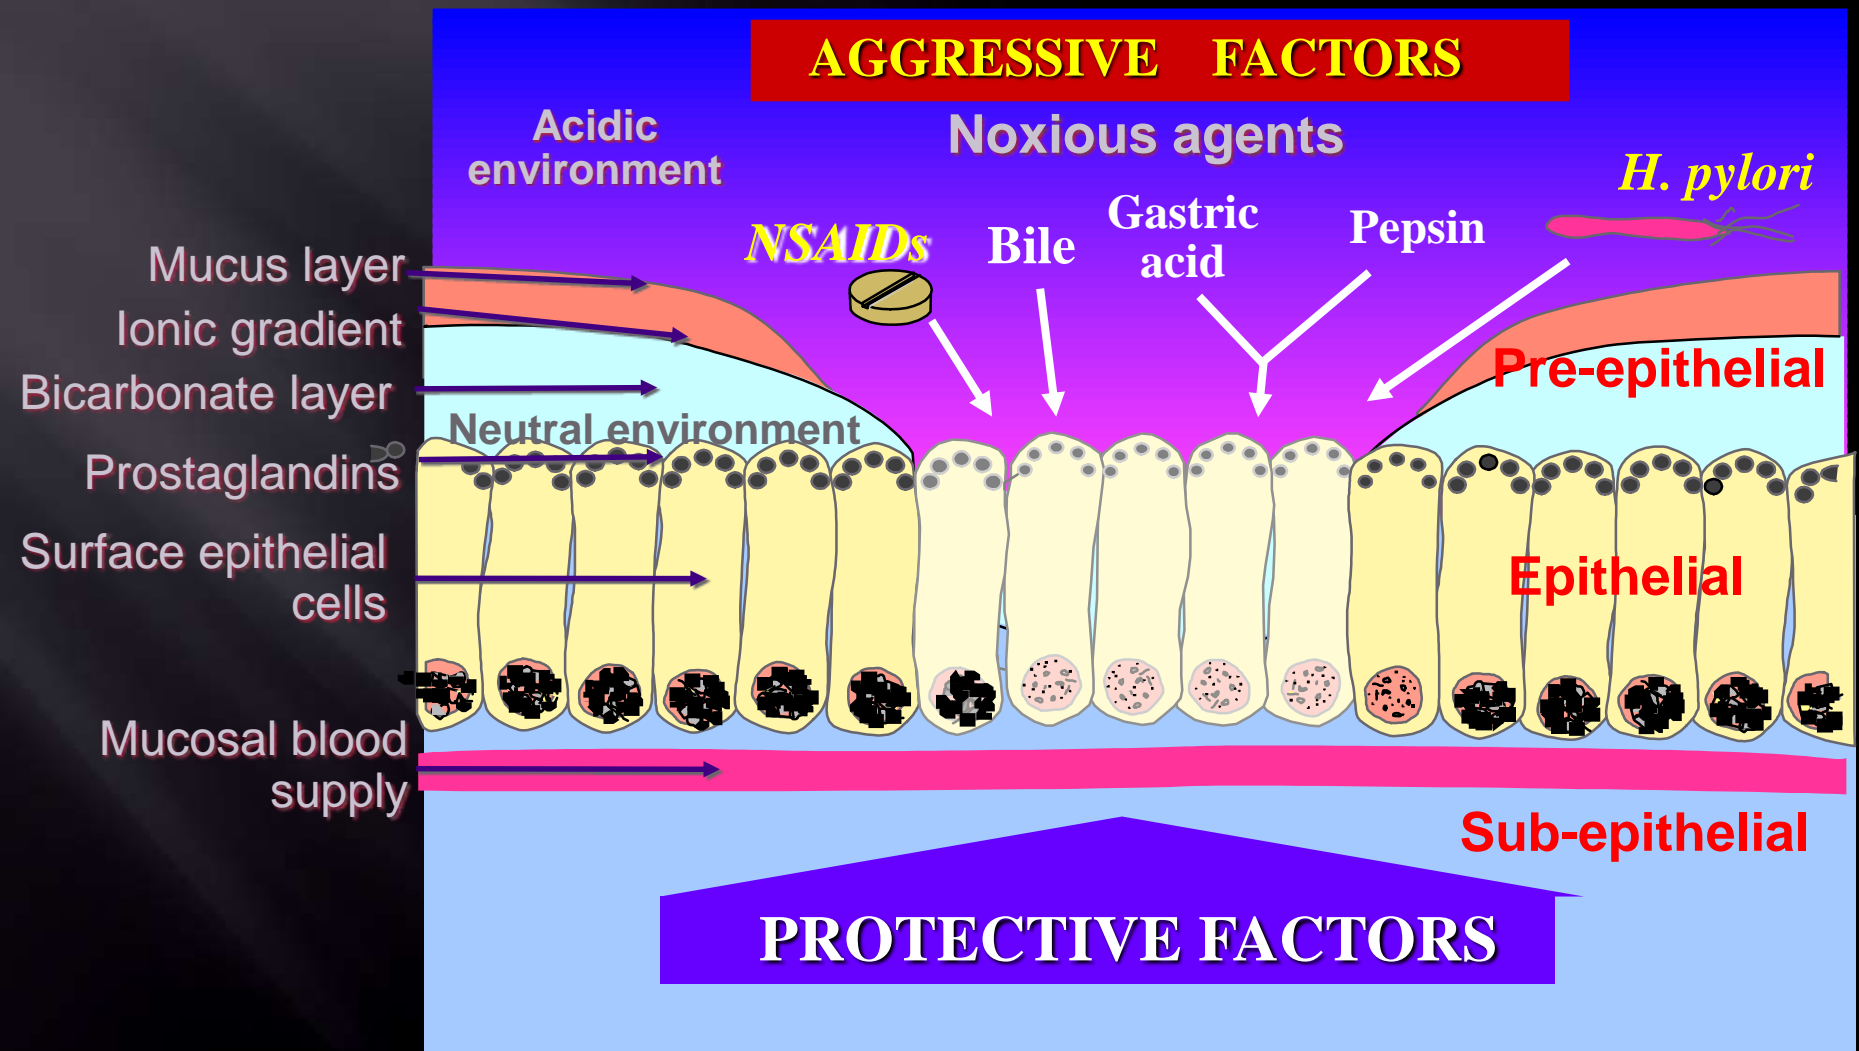 AGGRESSIVE FACTORS
Acidic
environment
Noxious agents
H. pylori
NSAIDs
Bile
Gastric
acid
Pepsin
Mucus layer
Ionic gradient
Bicarbonate layer
Prostaglandins
Surface epithelial
cells
Mucosal blood
supply
Neutral environment
Pre-epithelial
Epithelial
Sub-epithelial
PROTECTIVE FACTORS